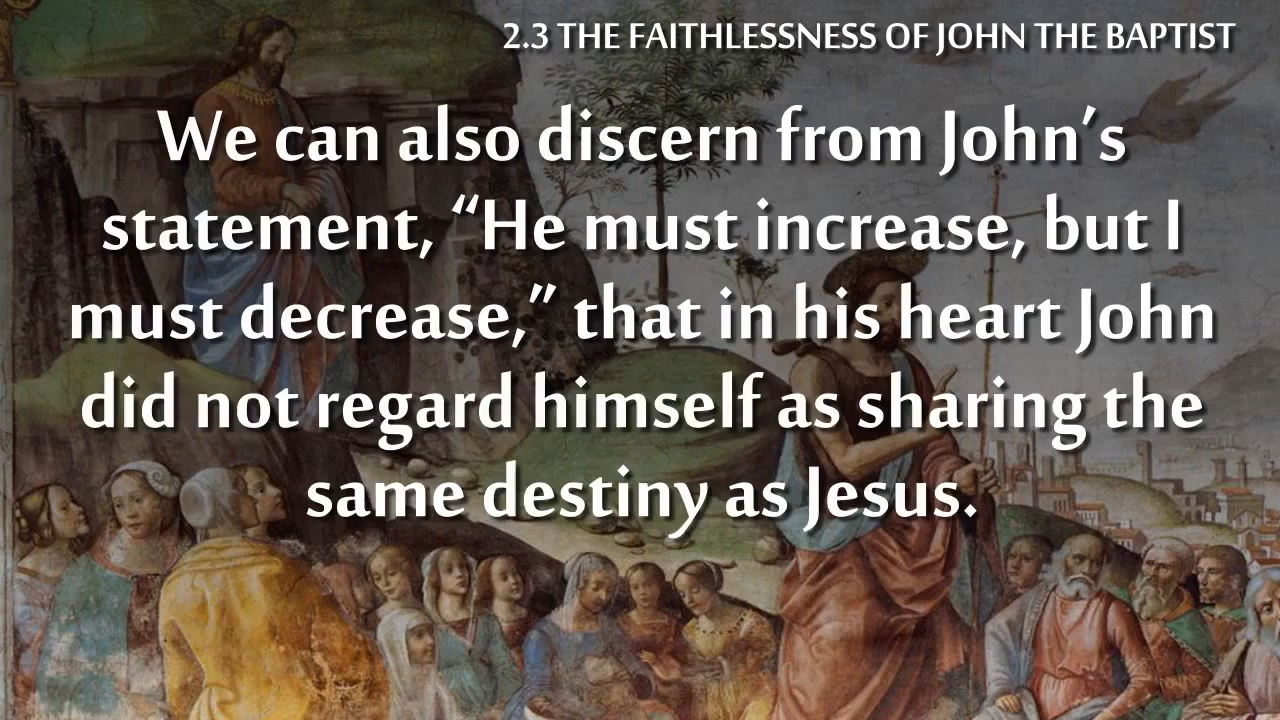 2.3 THE FAITHLESSNESS OF JOHN THE BAPTIST
We can also discern from John’s
statement, “He must increase, but I
must decrease,” that in his heart John
did not regard himself as sharing the
same destiny as Jesus.